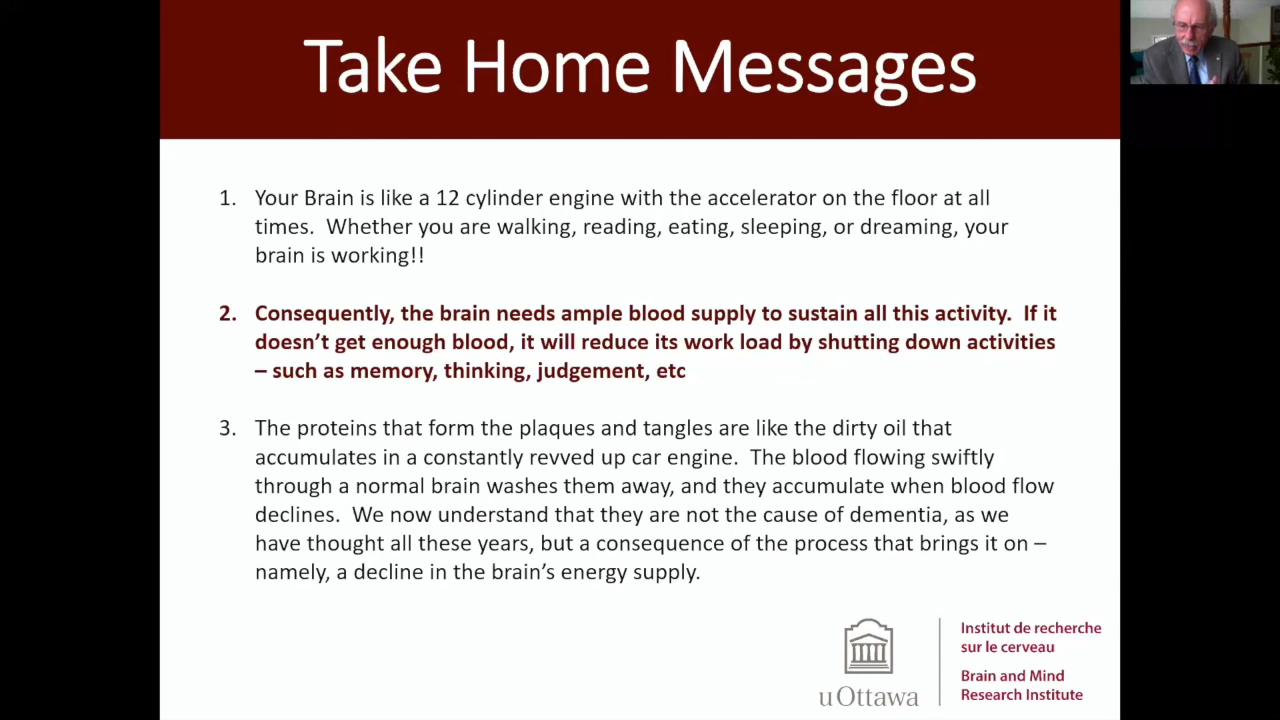 Take Home Messages
1. Your Brain is like a 12 cylinder engine with the accelerator on the floor at all
times.  Whether you are walking, reading, eating, sleeping, or dreaming, your
brain is working!!
2. Consequently, the brain needs ample blood supply to sustain all this activity.  If it
doesn’t get enough blood, it will reduce its work load by shutting down activities
– such as memory, thinking, judgement, etc
3. The proteins that form the plaques and tangles are like the dirty oil that
accumulates in a constantly revved up car engine.  The blood flowing swiftly
through a normal brain washes them away, and they accumulate when blood flow
declines.  We now understand that they are not the cause of dementia, as we
have thought all these years, but a consequence of the process that brings it on –
namely, a decline in the brain’s energy supply.
uOttawa
Institut de recherche
sur le cerveau
Brain and Mind
Research Institute